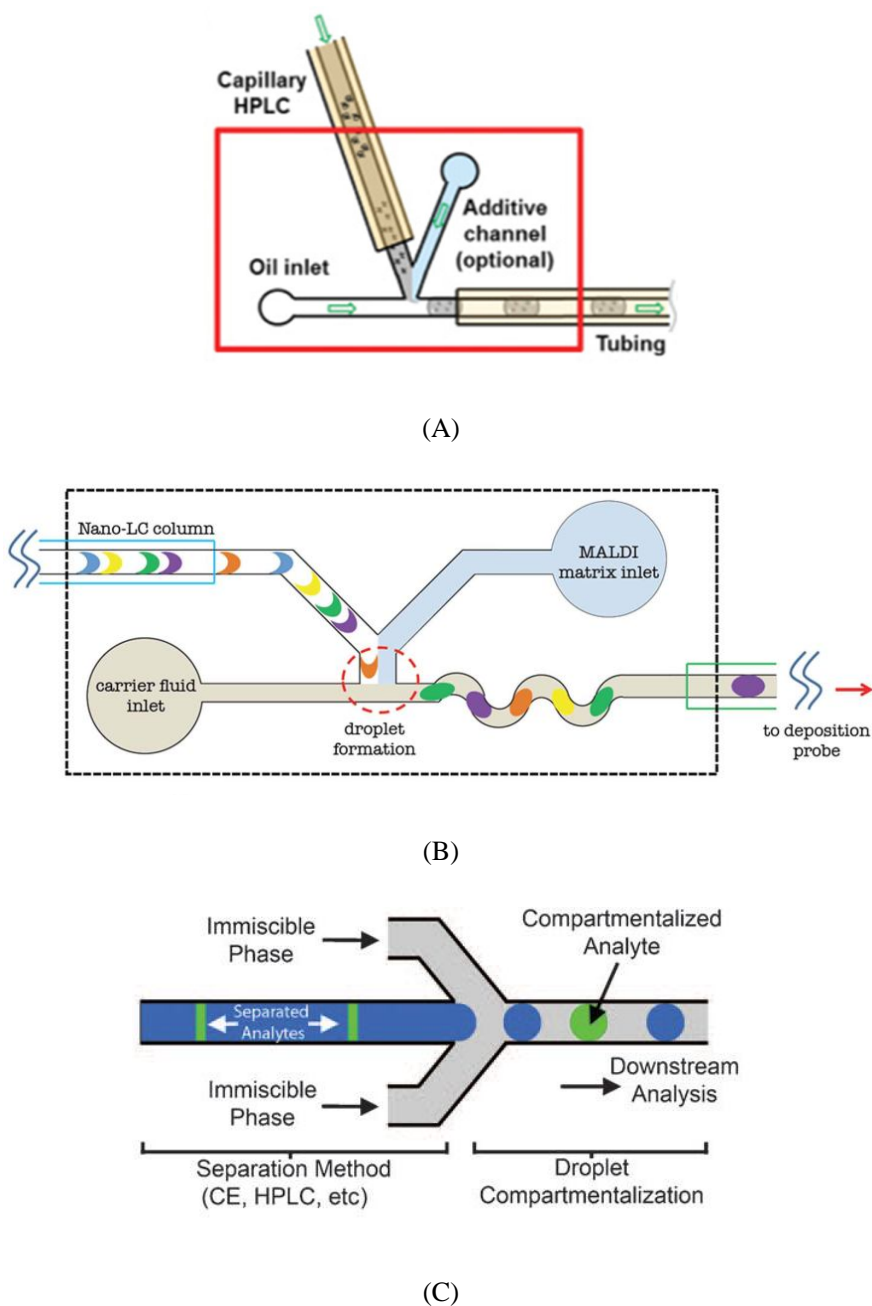 Capillary
HPLC
Additive
channel
(optional)
Oil inlet
Tubing
(A)
Nano-LC column
MALDI
matrix inlet
carrier fluid
inlet
droplet
formation
to deposition
probe
(B)
Immiscible
Phase
Compartmentalized
Analyte
Separated
Analytes
Immiscible
Phase
Downstream
Analysis
Separation Method
(CE, HPLC, etc)
Droplet
Compartmentalization
(C)